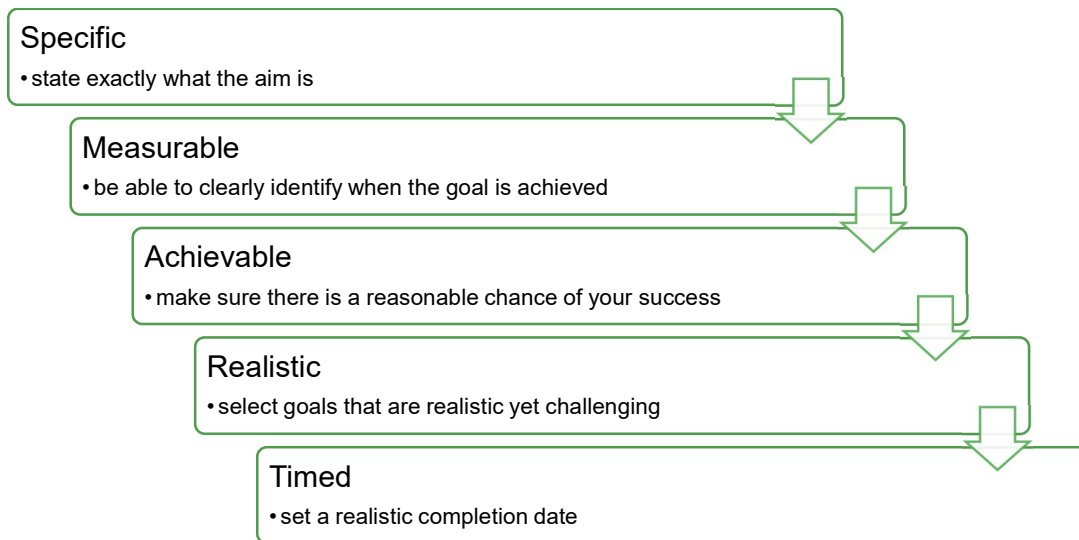 Specific
•state exactly what the aim is
Measurable
•be able to clearly identify when the goal is achieved
Achievable
•make sure there is a reasonable chance of your success
Realistic
•select goals that are realistic yet challenging
Timed
•set a realistic completion date